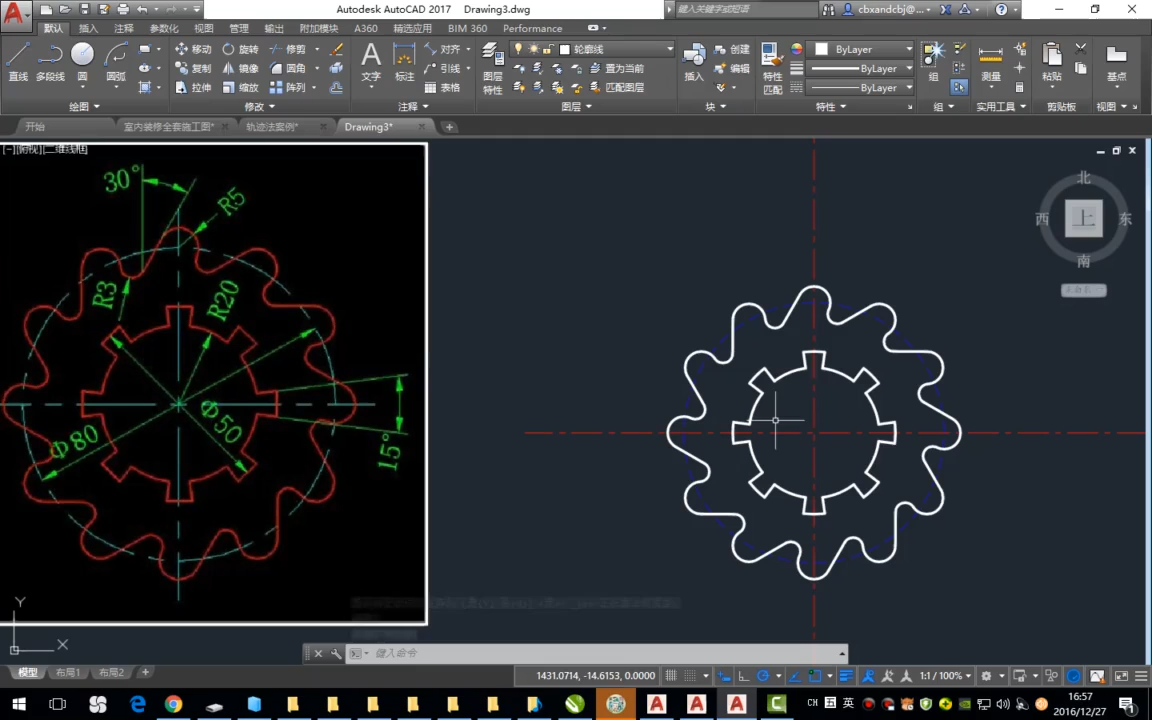 Autodesk AutoCAD 2017 Drawing3.dwg
键入关键字或短语
cbxandcbj@...
默认 插入 注释 参数化 视图 管理 输出 附加模块 A360 精选应用 BIM 360 Performance
直线 多段线 圆 圆弧
移动 旋转 修剪
复制 镜像 圆角
拉伸 缩放 阵列
文字 标注
对齐
引线
表格
图层特性
轮廓线
置为当前
匹配图层
插入
创建
编辑
特性匹配
ByLayer
ByLayer
ByLayer
组 测量 粘贴 基点
绘图 修改 注释 图层 块 特性 组 实用工具 剪贴板 视图
开始 室内装修全套施工图* 轨迹法案例* Drawing3*
[-][俯视][二维线框]
30°
R5
R3
R20
Φ80
Φ50
15°
北
西 上 东
南
Y
X
键入命令
模型 布局1 布局2
1431.0714, -14.6153, 0.0000
1:1 / 100%
CH 五 英
16:57
2016/12/27